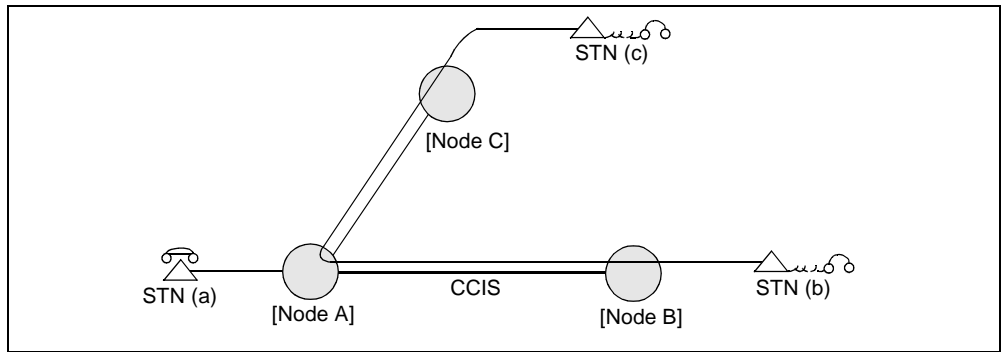 STN (c)
[Node C]
STN (a)
[Node A]
CCIS
[Node B]
STN (b)